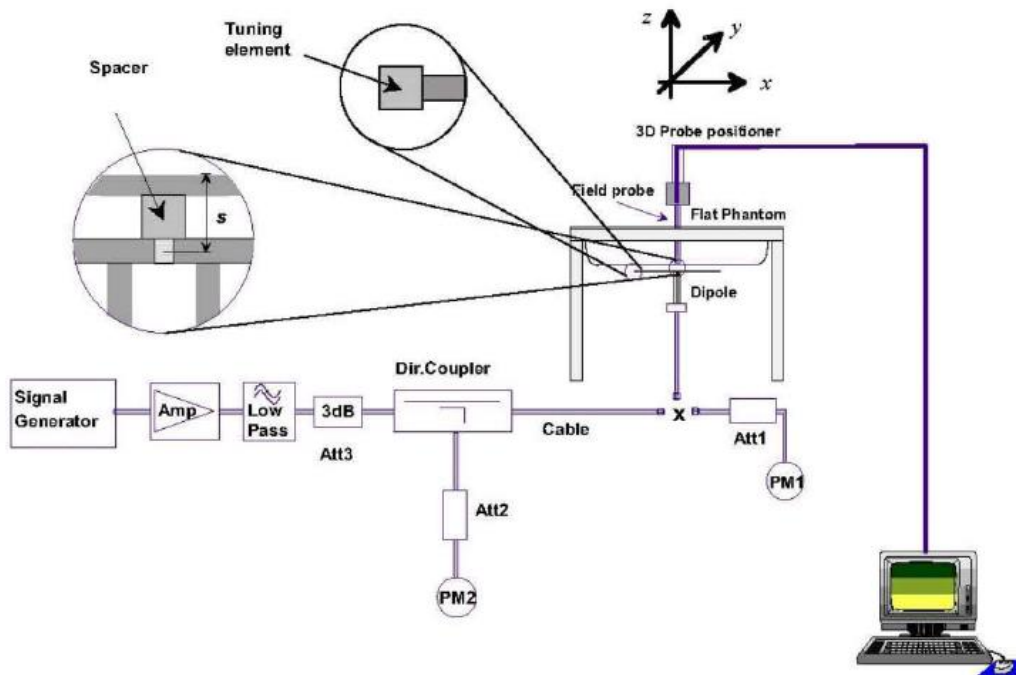 Tuning
element
Spacer
s
z
y
x
3D Probe positioner
Field probe
Flat Phantom
Dipole
Signal
Generator
Amp
Low
Pass
3dB
Att3
Dir.Coupler
Cable
x
Att1
PM1
Att2
PM2